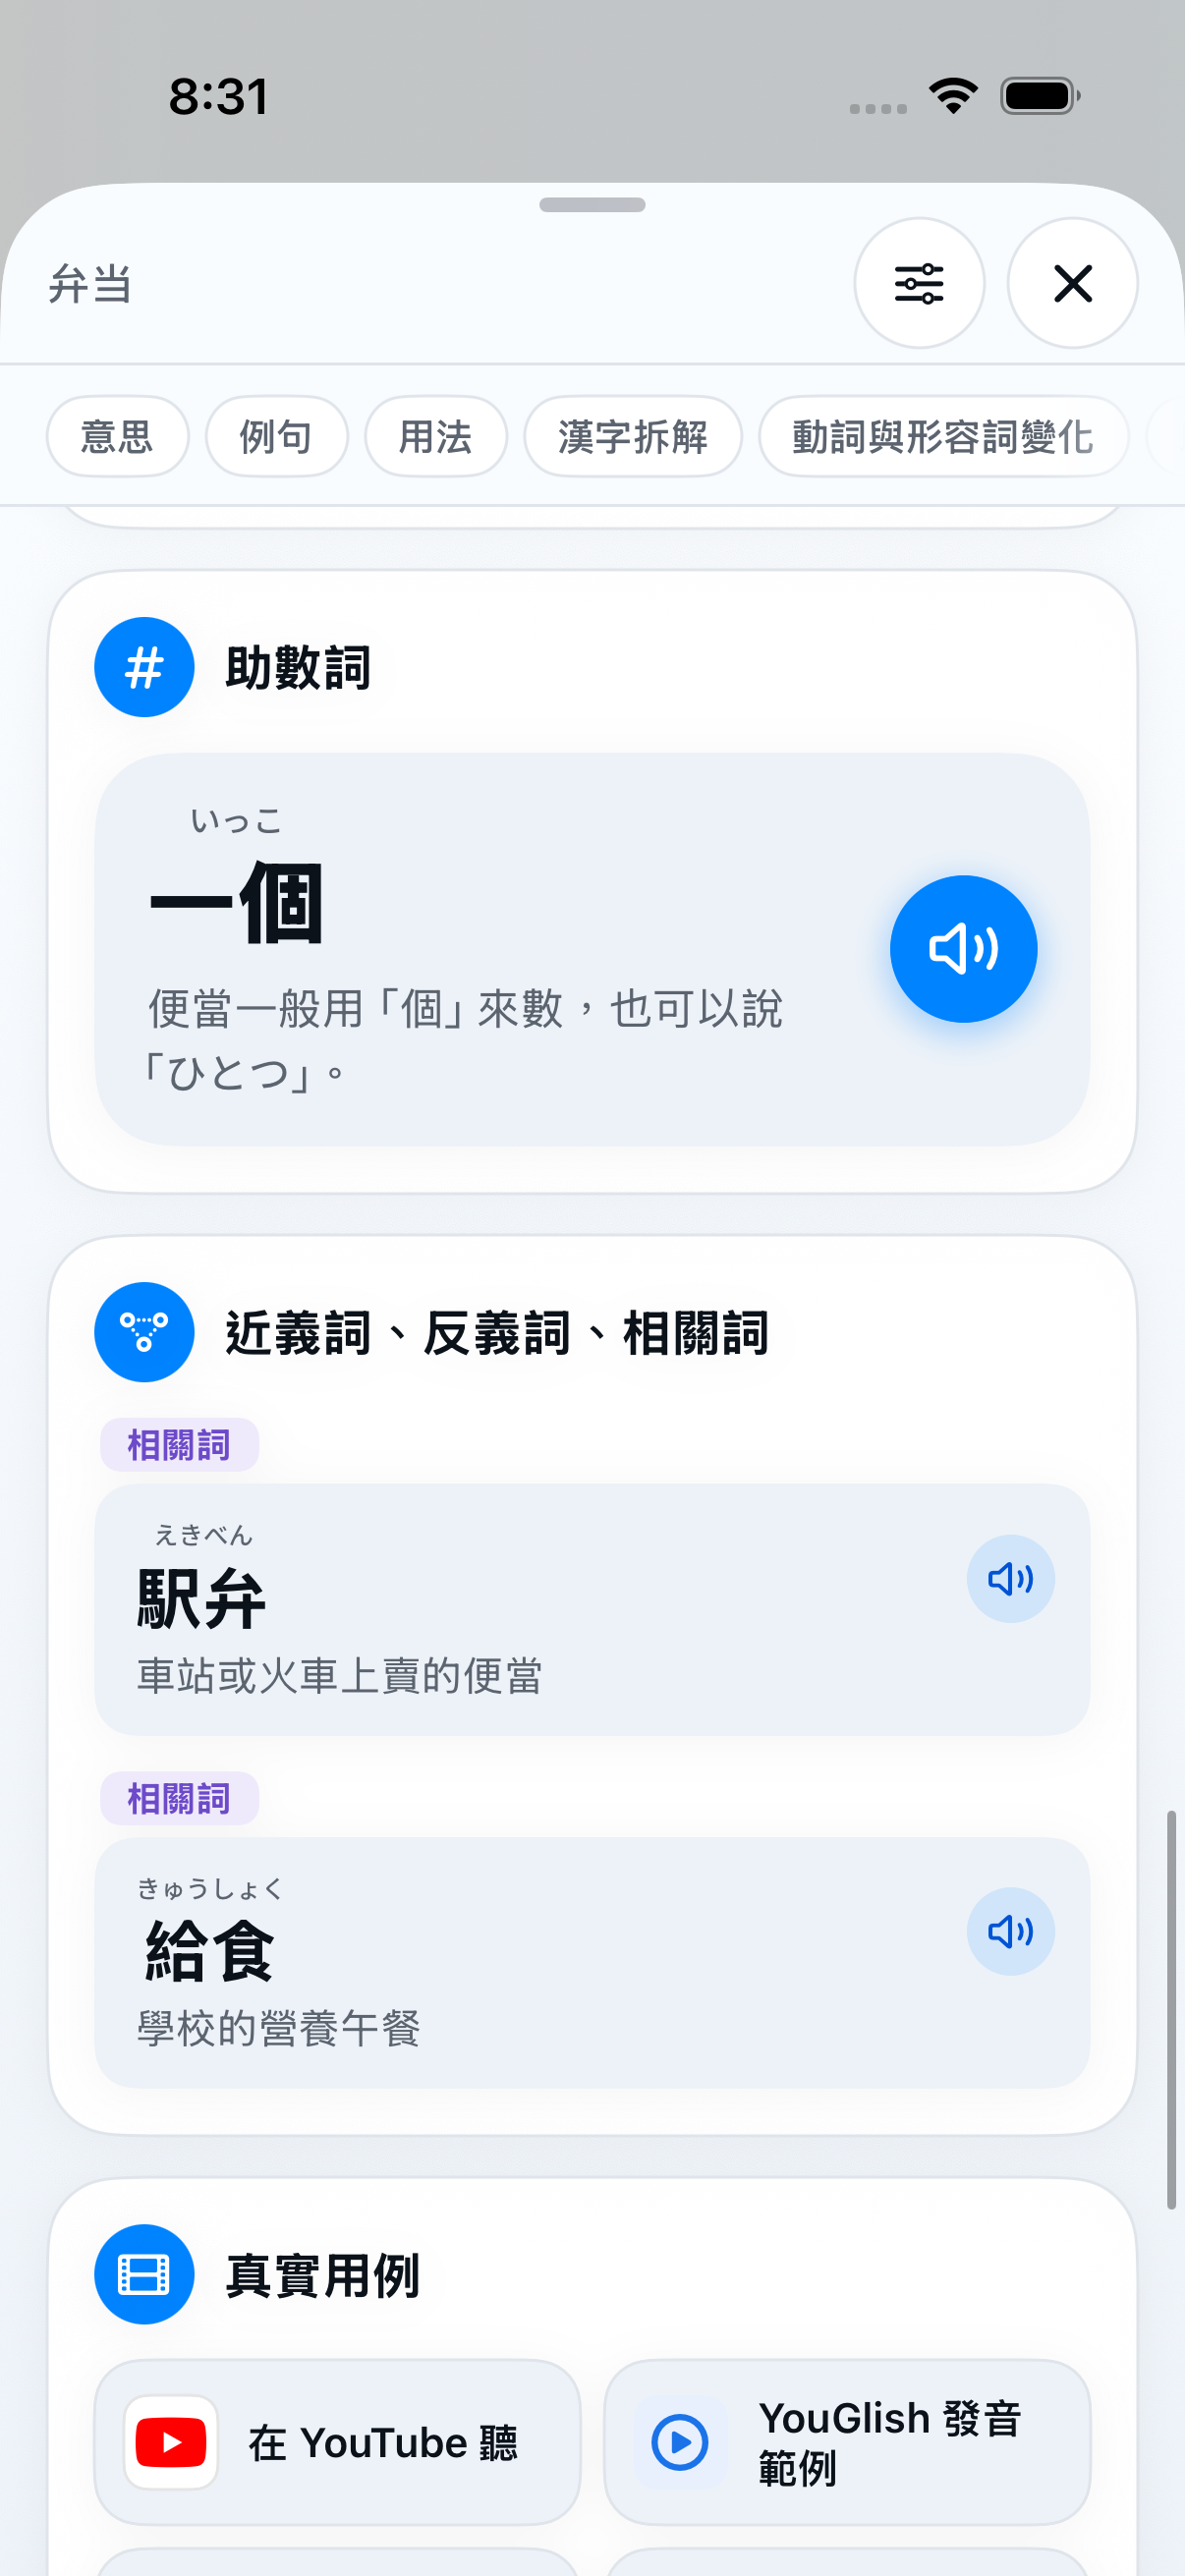 8:31
弁当
意思 例句 用法 漢字拆解 動詞與形容詞變化
助數詞
いっこ
一個
便當一般用「個」來數，也可以說
「ひとつ」。
近義詞、反義詞、相關詞
相關詞
えきべん
駅弁
車站或火車上賣的便當
相關詞
きゅうしょく
給食
學校的營養午餐
真實用例
在 YouTube 聽
YouGlish 發音
範例